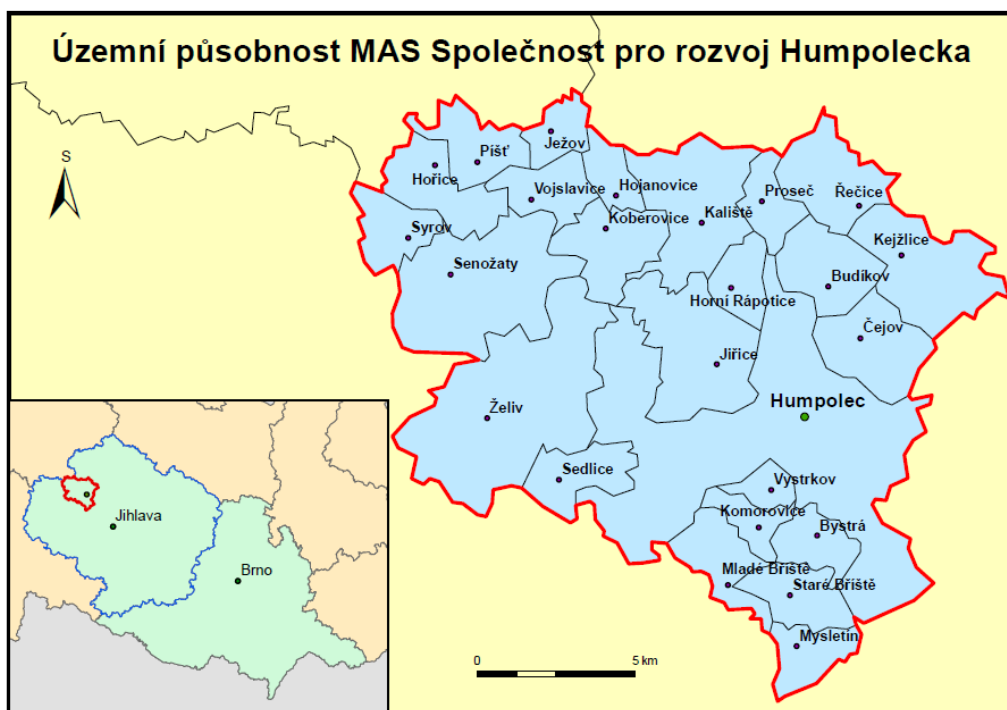 Územní působnost MAS Společnost pro rozvoj Humpolecka
S
Ježov
Píšť
Hořice
Vojslavice
Hojanovice
Proseč
Řečice
Syrov
Koberovice
Kaliště
Kejžlice
Senožaty
Budíkov
Horní Rápotice
Čejov
Jiřice
Želiv
Humpolec
Sedlice
Vystrkov
Komorovice
Bystrá
Mladé Bříště
Staré Bříště
Mysletín
Jihlava
Brno
0 5 km